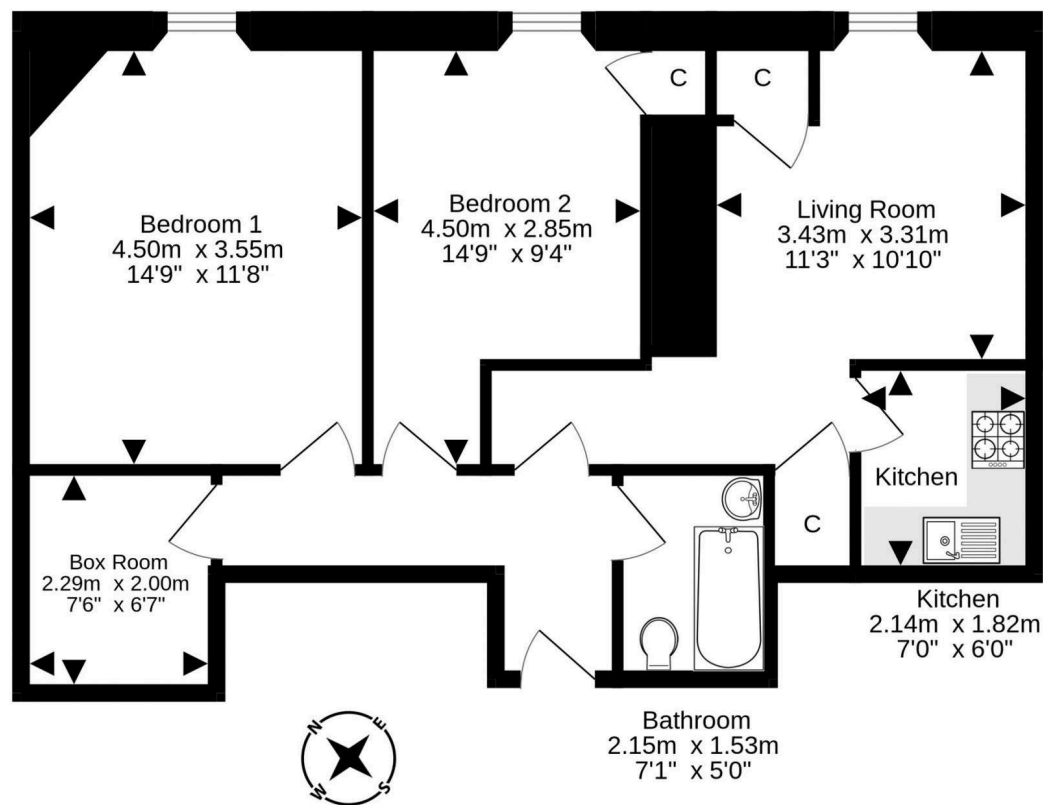 C
C
Bedroom 1
4.50m x 3.55m
14'9" x 11'8"
Bedroom 2
4.50m x 2.85m
14'9" x 9'4"
Living Room
3.43m x 3.31m
11'3" x 10'10"
Kitchen
C
Box Room
2.29m x 2.00m
7'6" x 6'7"
Kitchen
2.14m x 1.82m
7'0" x 6'0"
Bathroom
2.15m x 1.53m
7'1" x 5'0"
N
E
W
S